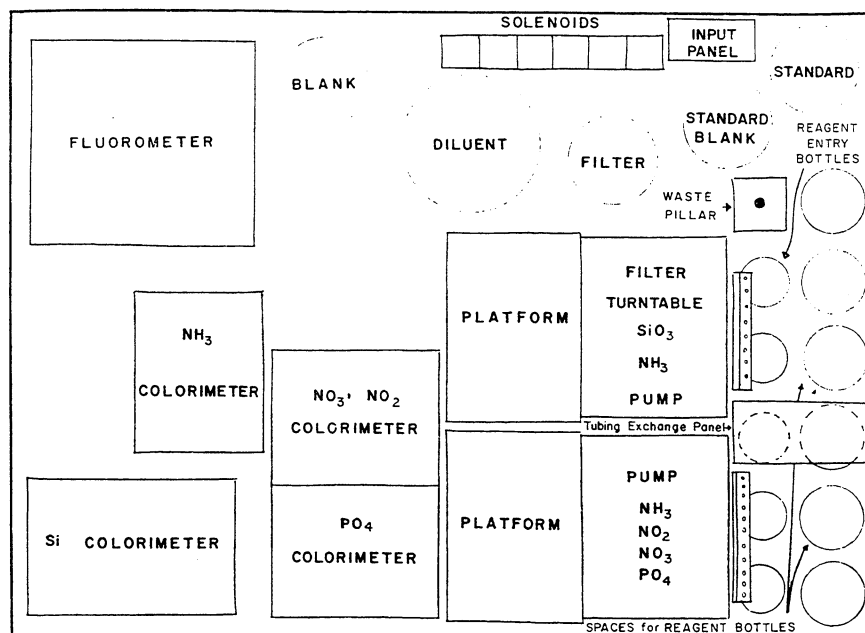 SOLENOIDS
INPUT
PANEL
STANDARD
BLANK
FLUOROMETER
DILUENT
FILTER
STANDARD
BLANK
REAGENT
ENTRY
BOTTLES
WASTE
PILLAR
PLATFORM
FILTER
TURNTABLE
SiO3
NH3
PUMP
NH3
COLORIMETER
NO3, NO2
COLORIMETER
Tubing Exchange Panel
Si COLORIMETER
PO4
COLORIMETER
PLATFORM
PUMP
NH3
NO2
NO3
PO4
SPACES for REAGENT BOTTLES